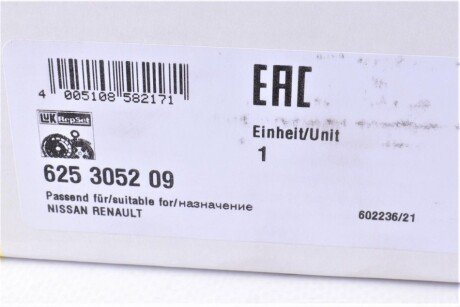 4 005108 582171
EAC
LuK RepSet
Einheit/Unit
1
625 3052 09
Passend für/suitable for/назначение
NISSAN RENAULT
602236/21